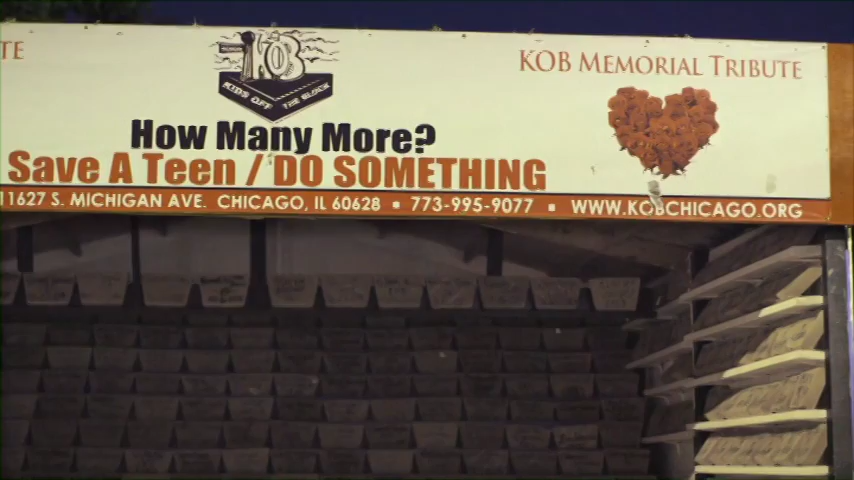 TE
KOB
KIDS OFF THE BLOCK
KOB MEMORIAL TRIBUTE
HOW MANY MORE?
SAVE A TEEN / DO SOMETHING
11627 S. MICHIGAN AVE. CHICAGO, IL 60628 • 773-995-9077 • WWW.KOBCHICAGO.ORG